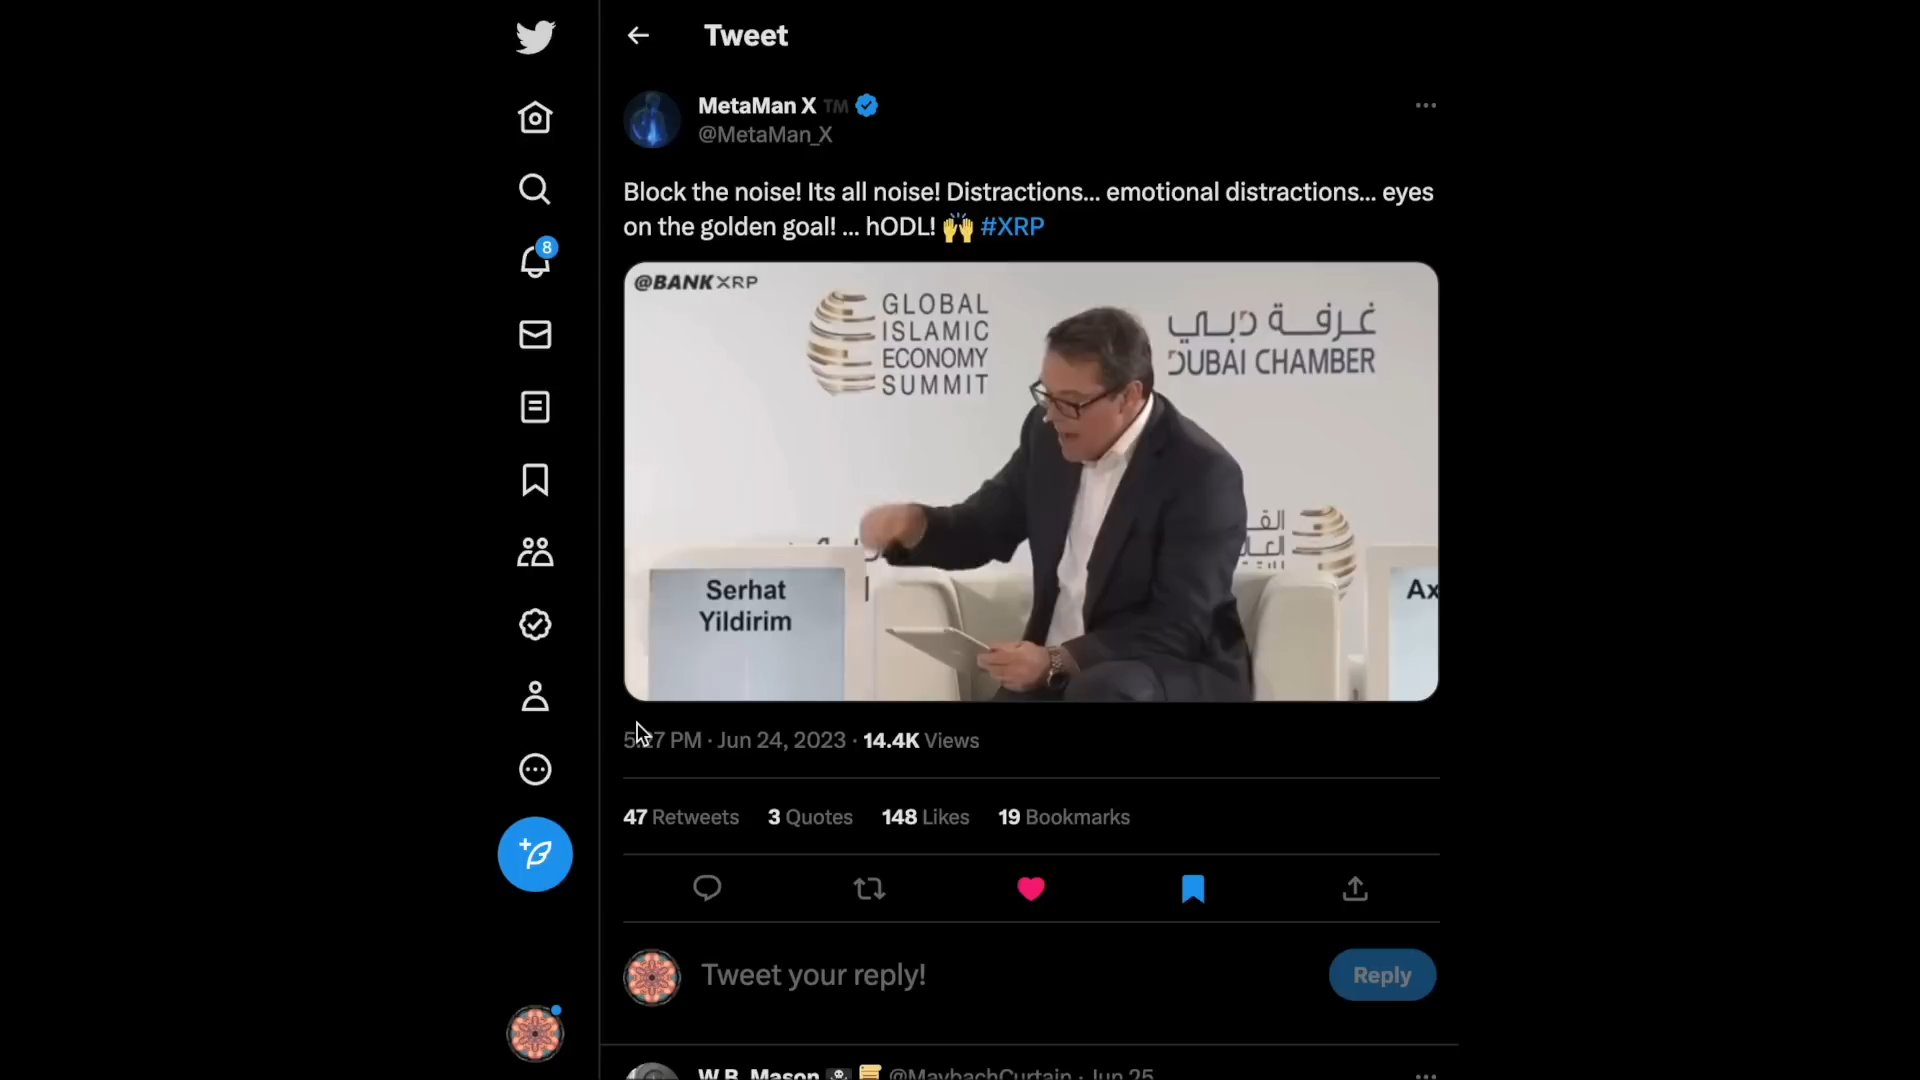 Tweet
MetaMan X TM
@MetaMan_X
8
Block the noise! Its all noise! Distractions... emotional distractions... eyes
on the golden goal! ... hODL! 🙌 #XRP
@BANKXRP
GLOBAL
ISLAMIC
ECONOMY
SUMMIT
غرفة دبي
DUBAI CHAMBER
Serhat
Yildirim
Ax
5:27 PM · Jun 24, 2023 · 14.4K Views
47 Retweets 3 Quotes 148 Likes 19 Bookmarks
Tweet your reply!
Reply
W.B. Mason @MaybachCurtain · Jun 25